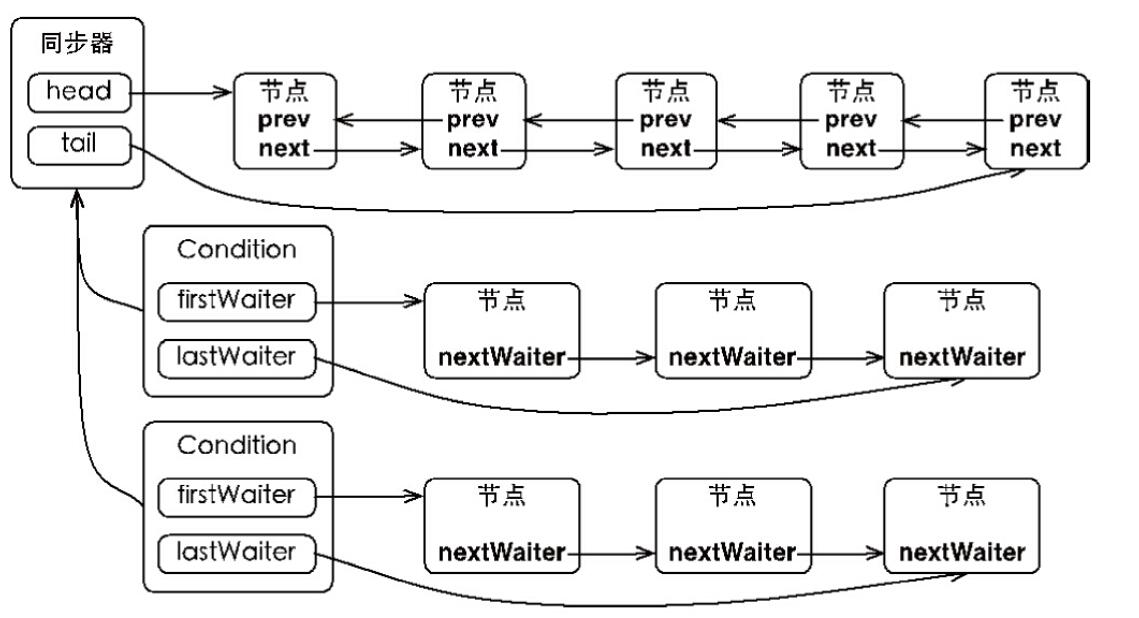 同步器
head
tail
节点
prev
next
节点
prev
next
节点
prev
next
节点
prev
next
节点
prev
next
Condition
firstWaiter
lastWaiter
节点
nextWaiter
节点
nextWaiter
节点
nextWaiter
Condition
firstWaiter
lastWaiter
节点
nextWaiter
节点
nextWaiter
节点
nextWaiter